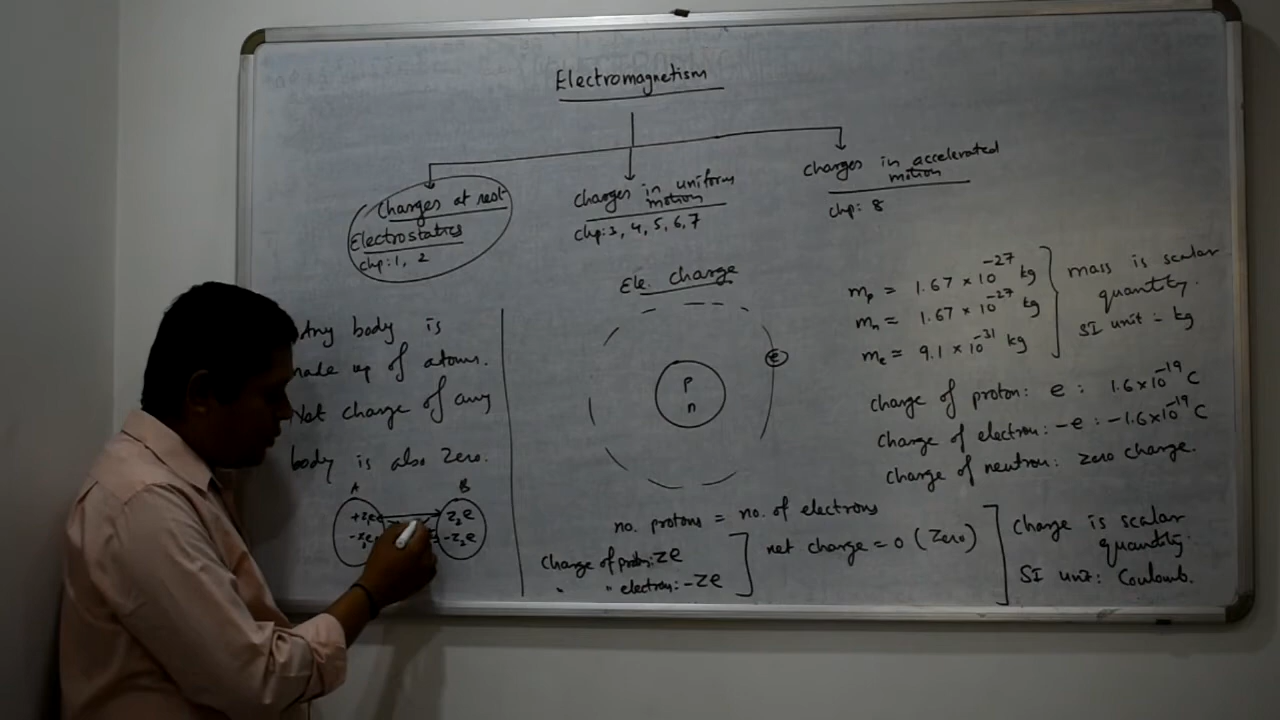 Electromagnetism
Changes at rest
Electrostatics
chp: 1, 2
Changes in uniform
motion
chp: 3, 4, 5, 6, 7
Charges in accelerated
motion
chp: 8
Any body is
made up of atoms.
Net charge of any
body is also zero.
A
B
Z₂e
-Z₂e
Ele. charge
e
P
n
mₚ = 1.67 × 10⁻²⁷ kg
mₙ = 1.67 × 10⁻²⁷ kg
mₑ = 9.1 × 10⁻³¹ kg
mass is scalar
quantity.
SI unit = kg
charge of proton: e : 1.6×10⁻¹⁹ C
charge of electron: -e : -1.6×10⁻¹⁹ C
charge of neutron: zero charge.
no. protons = no. of electrons
Charge of proton: Ze
" " electron: -Ze
net charge = 0 (Zero)
Charge is scalar
quantity.
SI unit: Coulomb.